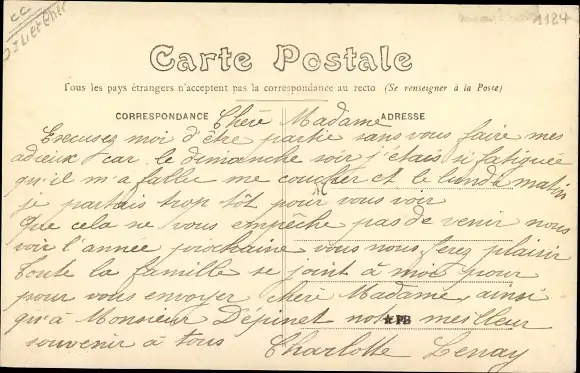 CC
1184
Carte Postale
Tous les pays étrangers n'acceptent pas la correspondance au recto (Se renseigner à la Poste)
CORRESPONDANCE ADRESSE
Chère Madame
Excusez moi d'être partie sans vous faire mes
adieux car le dimanche soir j'étais si fatiguée
qu'il m'a fallu me coucher et le lundi matin
je partais trop tôt pour vous voir
Que cela ne vous empêche pas de venir nous
voir l'année prochaine vous nous ferez plaisir
Toute la famille se joint à moi pour
pour vous envoyer chère Madame, ainsi
qu'à Monsieur Dépinet notre meilleur
souvenir à tous Charlotte Lenay
PB